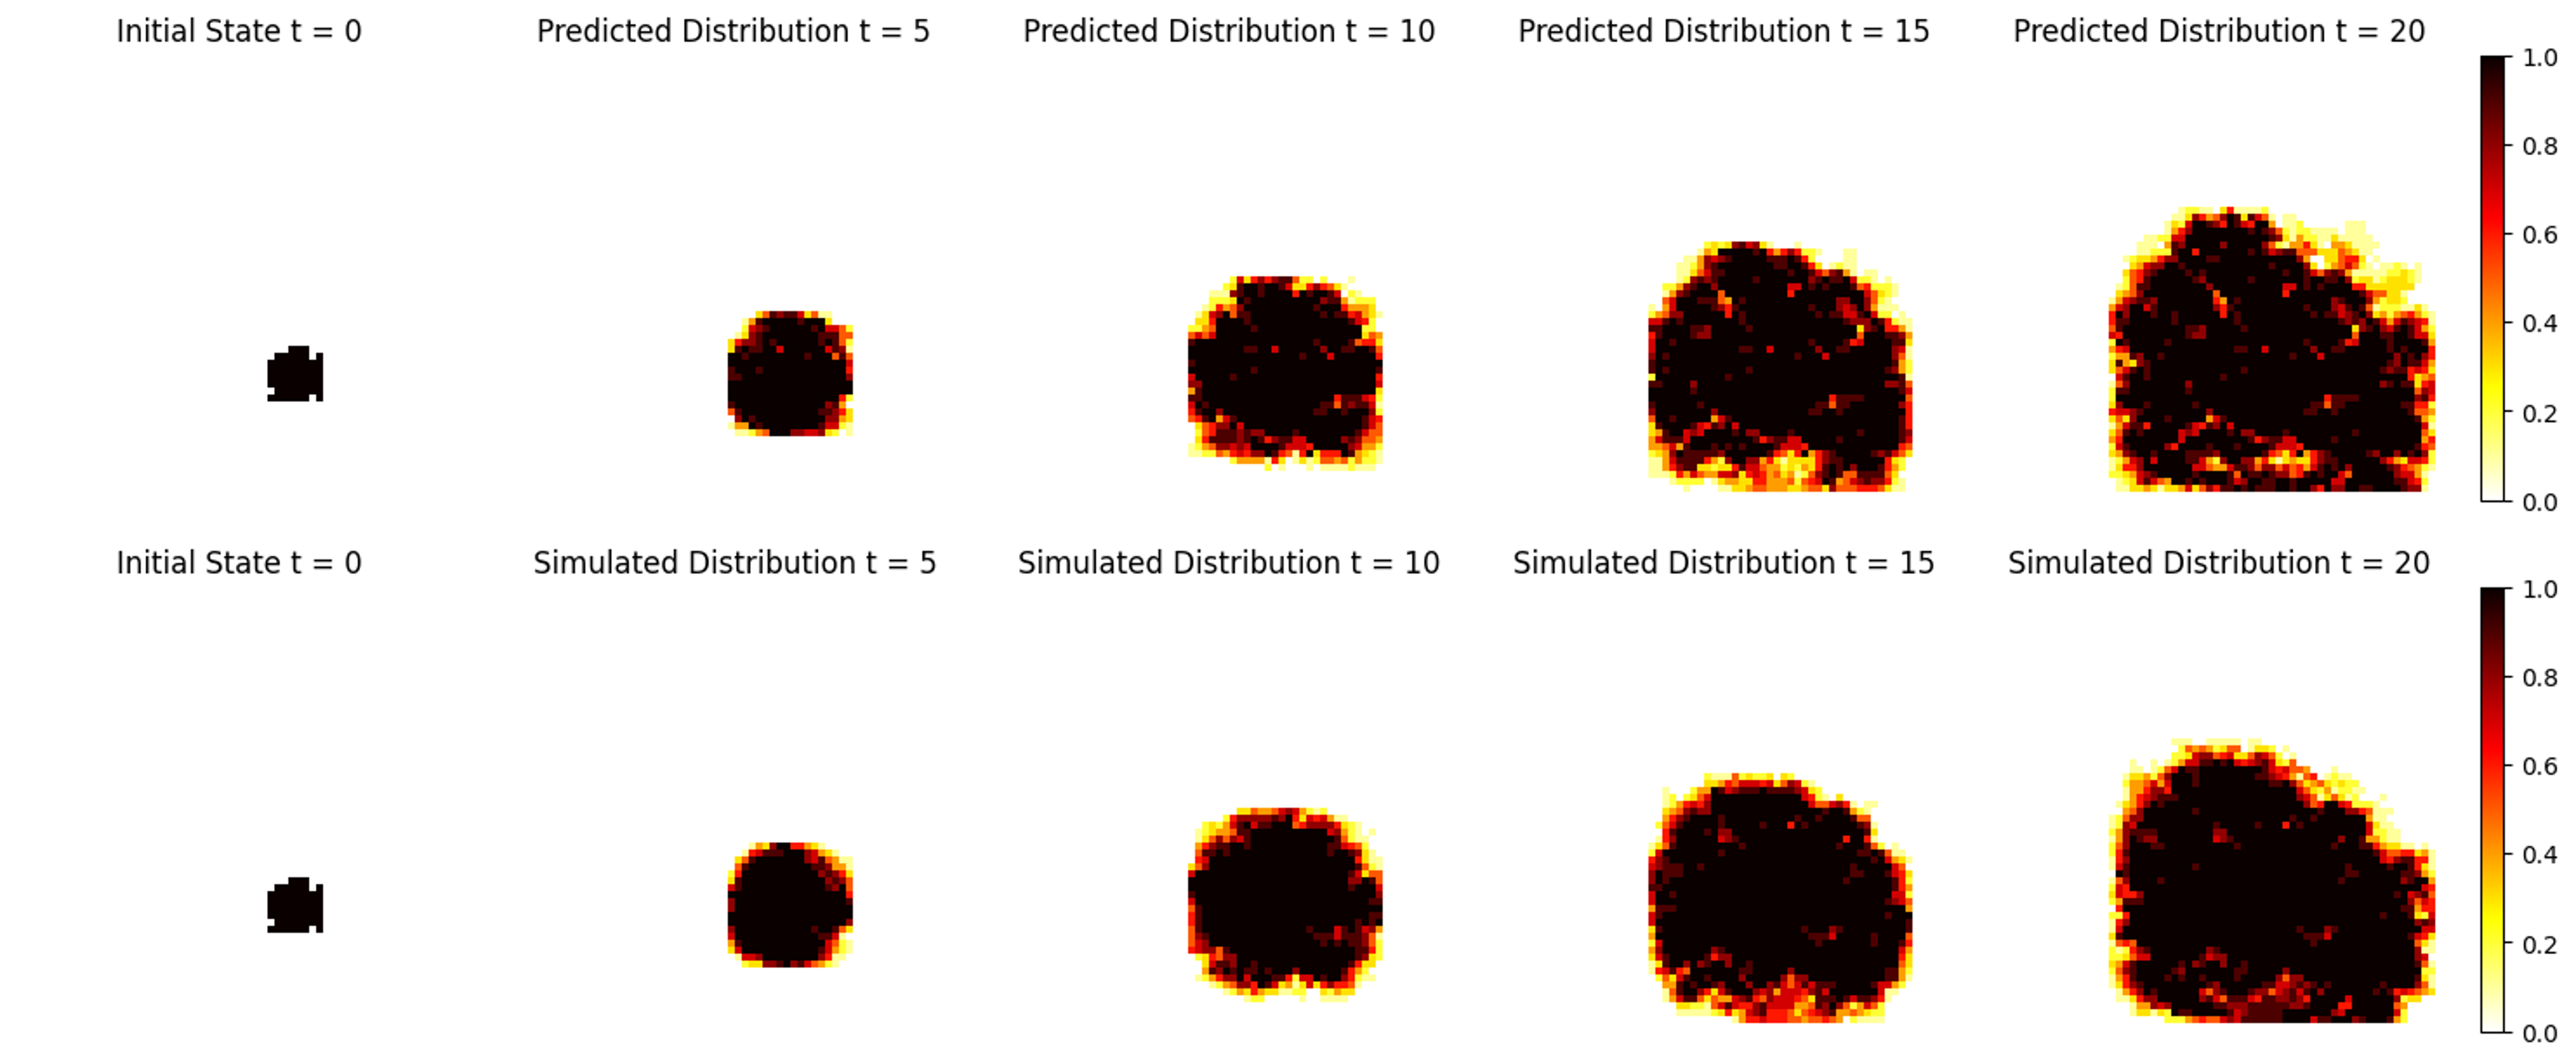 Initial State t = 0
Predicted Distribution t = 5
Predicted Distribution t = 10
Predicted Distribution t = 15
Predicted Distribution t = 20
1.0
0.8
0.6
0.4
0.2
0.0
Initial State t = 0
Simulated Distribution t = 5
Simulated Distribution t = 10
Simulated Distribution t = 15
Simulated Distribution t = 20
1.0
0.8
0.6
0.4
0.2
0.0